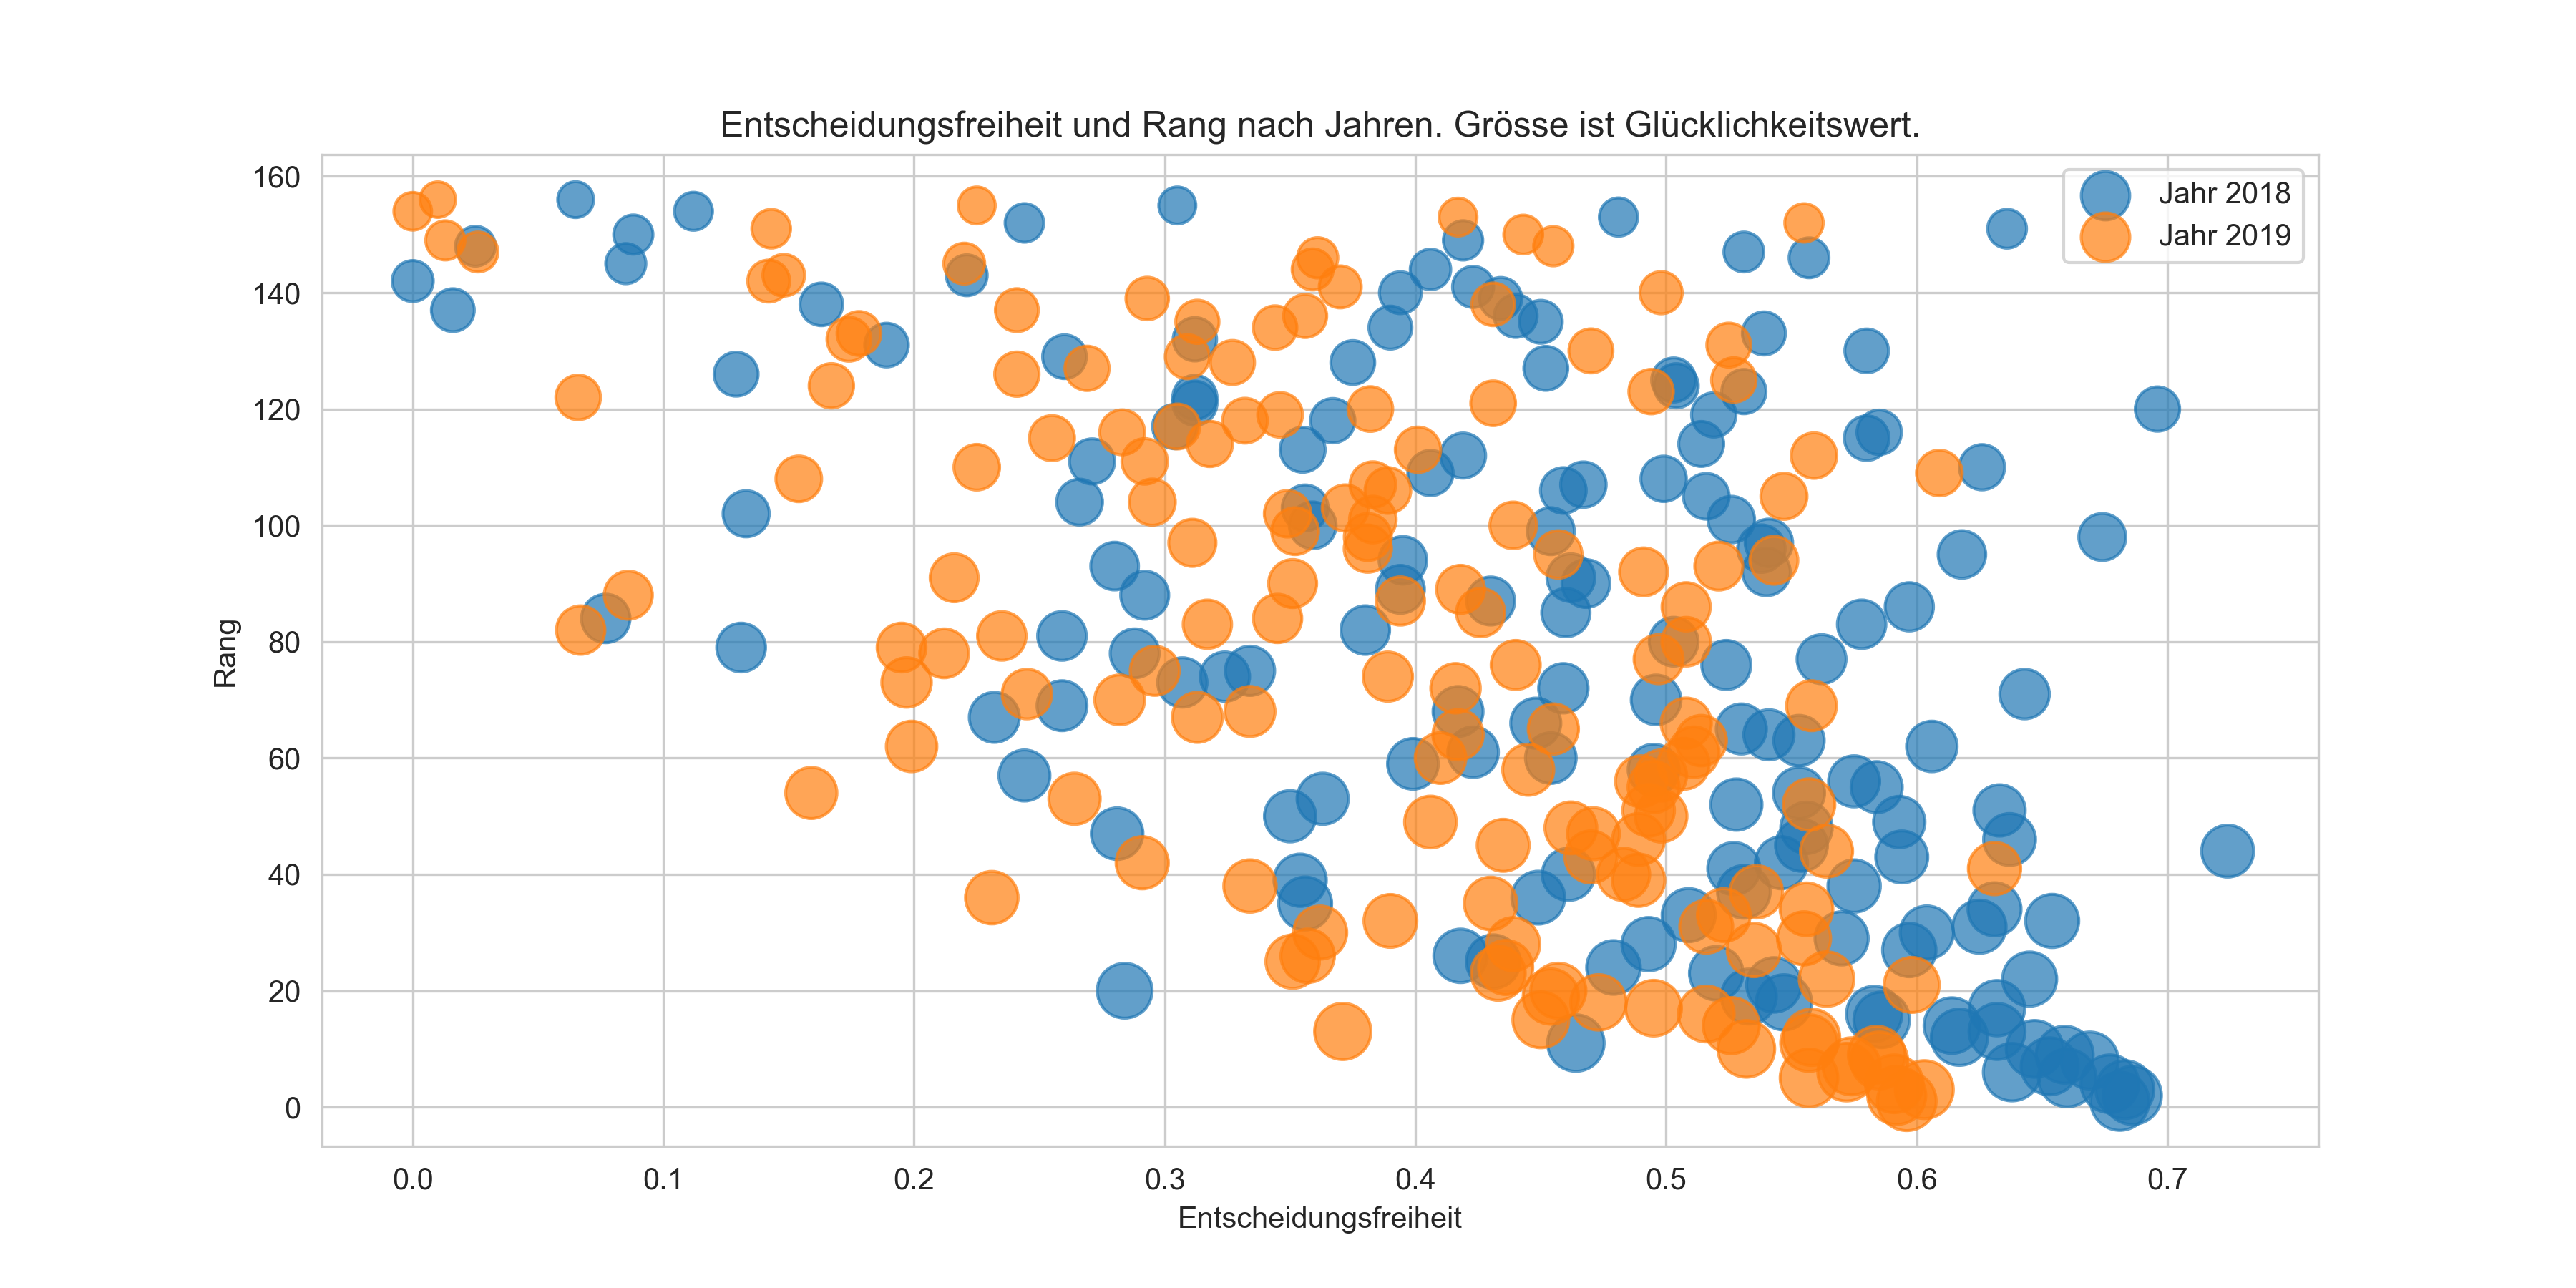 Entscheidungsfreiheit und Rang nach Jahren. Grösse ist Glücklichkeitswert.
Jahr 2018
Jahr 2019
160
140
120
100
80
60
40
20
0
Rang
0.0 0.1 0.2 0.3 0.4 0.5 0.6 0.7
Entscheidungsfreiheit